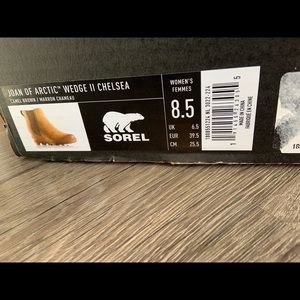 JOAN OF ARCTIC™ WEDGE II CHELSEA
CAMEL BROWN / MARRON CHAMEAU
SOREL
WOMEN'S
FEMMES
8.5
UK 6.5
EUR 39.5
CM 25.5
MADE IN CHINA
FABRIQUÉ EN CHINE